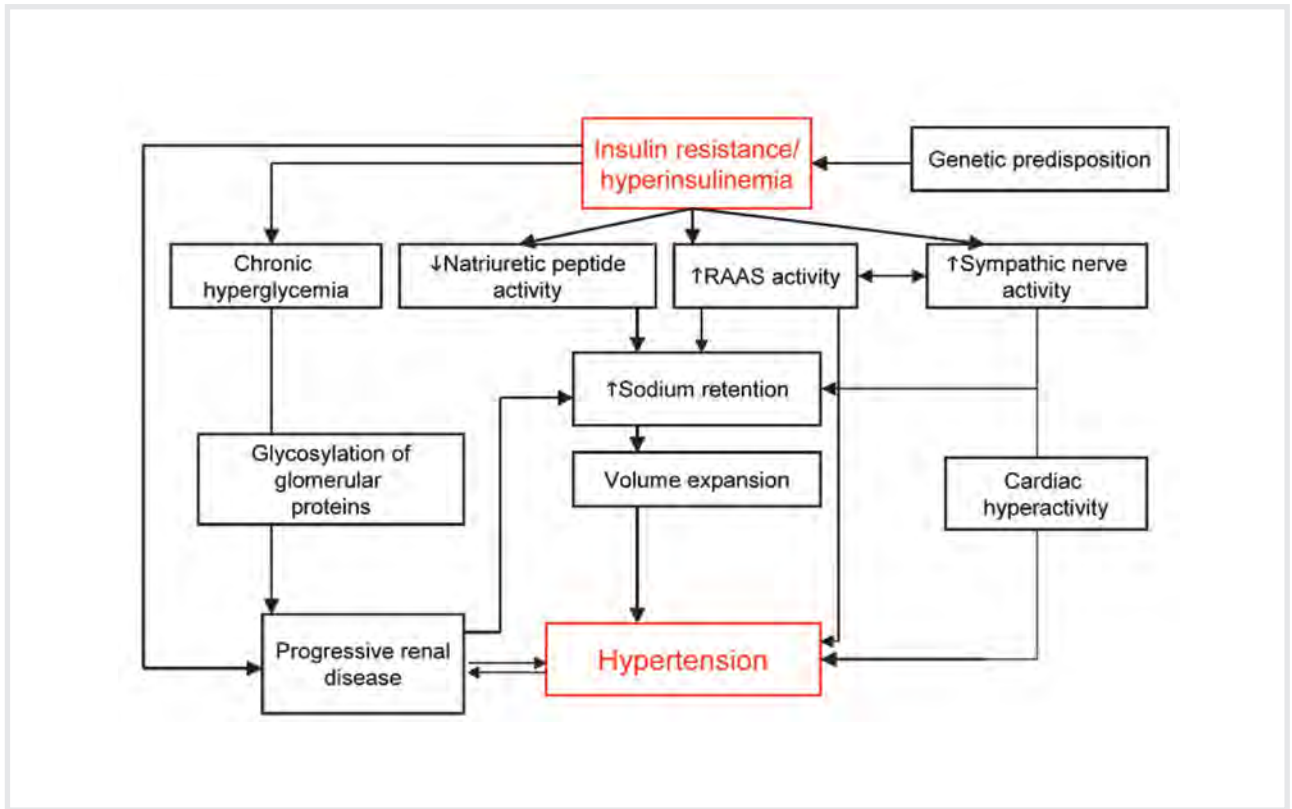 Insulin resistance/
hyperinsulinemia
Genetic predisposition
Chronic
hyperglycemia
↓Natriuretic peptide
activity
↑RAAS activity
↑Sympathic nerve
activity
↑Sodium retention
Glycosylation of
glomerular
proteins
Volume expansion
Cardiac
hyperactivity
Progressive renal
disease
Hypertension